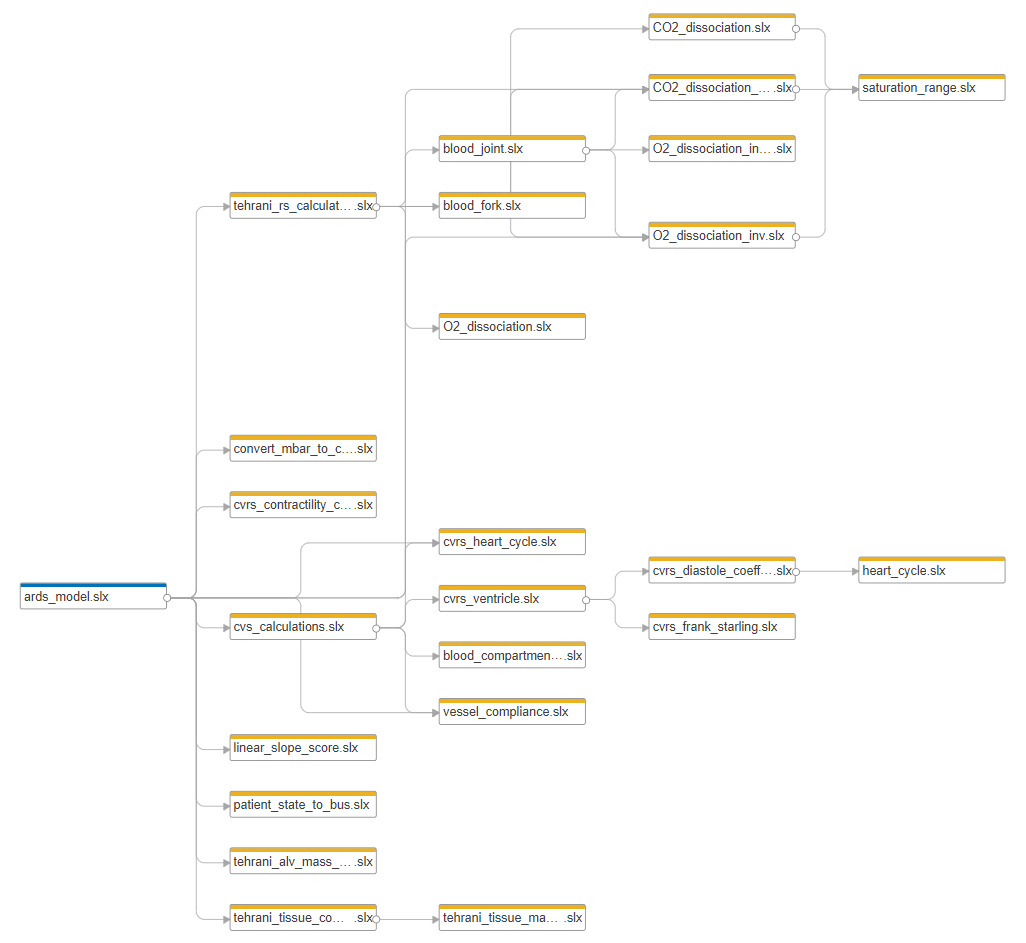 CO2_dissociation.slx
CO2_dissociation_... .slx
saturation_range.slx
blood_joint.slx
O2_dissociation_in... .slx
tehrani_rs_calculat... .slx
blood_fork.slx
O2_dissociation_inv.slx
O2_dissociation.slx
convert_mbar_to_c... .slx
cvrs_contractility_c... .slx
cvrs_heart_cycle.slx
cvrs_diastole_coeff... .slx
heart_cycle.slx
ards_model.slx
cvrs_ventricle.slx
cvs_calculations.slx
cvrs_frank_starling.slx
blood_compartmen... .slx
vessel_compliance.slx
linear_slope_score.slx
patient_state_to_bus.slx
tehrani_alv_mass_... .slx
tehrani_tissue_co... .slx
tehrani_tissue_ma... .slx